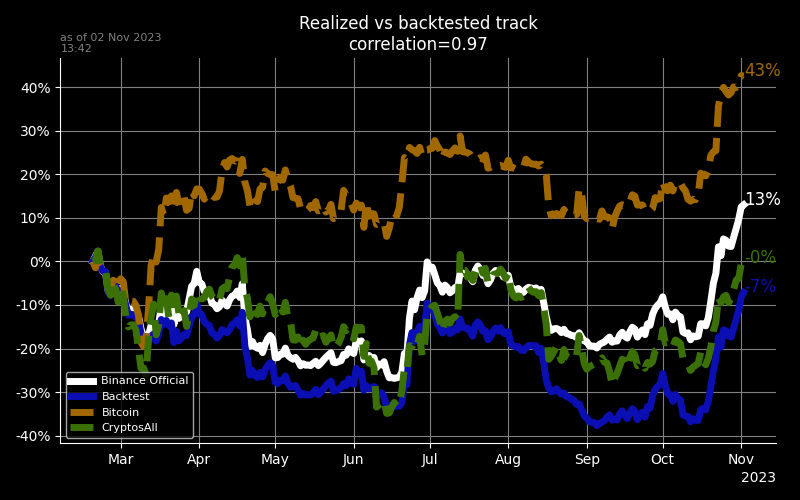 Realized vs backtested track
correlation=0.97
as of 02 Nov 2023
13:42
43%
40%
30%
20%
13%
10%
0%
-0%
-7%
-10%
-20%
-30%
-40%
Binance Official
Backtest
Bitcoin
CryptosAll
Mar Apr May Jun Jul Aug Sep Oct Nov
2023